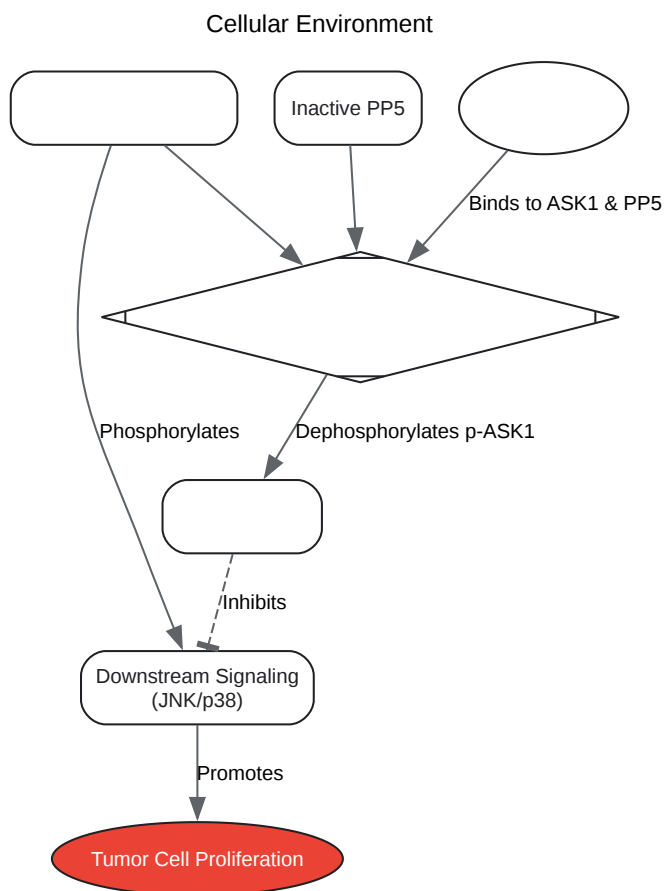 Cellular Environment
Inactive PP5
Binds to ASK1 & PP5
Phosphorylates
Dephosphorylates p-ASK1
Inhibits
Downstream Signaling
(JNK/p38)
Promotes
Tumor Cell Proliferation